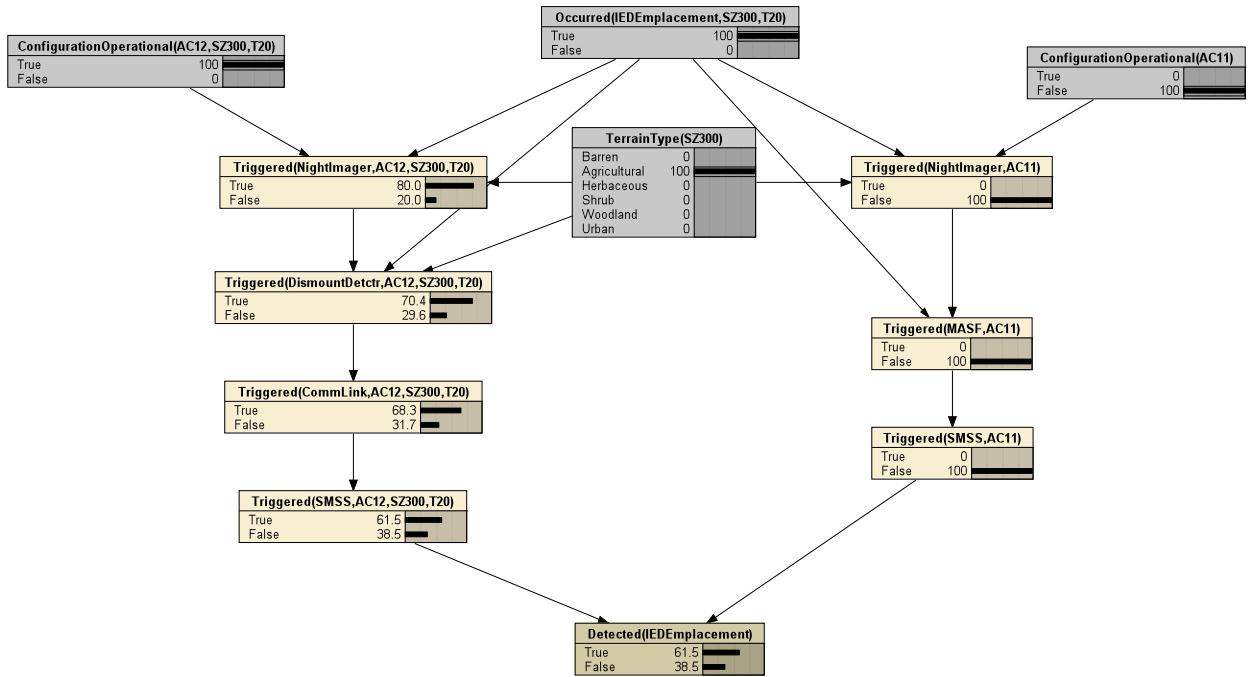 Occurred(IEDEmplacement,SZ300,T20)
True 100
False 0
ConfigurationOperational(AC12,SZ300,T20)
True 100
False 0
ConfigurationOperational(AC11)
True 0
False 100
TerrainType(SZ300)
Barren 0
Agricultural 100
Herbaceous 0
Shrub 0
Woodland 0
Urban 0
Triggered(NightImager,AC12,SZ300,T20)
True 80.0
False 20.0
Triggered(NightImager,AC11)
True 0
False 100
Triggered(DismountDetctr,AC12,SZ300,T20)
True 70.4
False 29.6
Triggered(MASF,AC11)
True 0
False 100
Triggered(CommLink,AC12,SZ300,T20)
True 68.3
False 31.7
Triggered(SMSS,AC11)
True 0
False 100
Triggered(SMSS,AC12,SZ300,T20)
True 61.5
False 38.5
Detected(IEDEmplacement)
True 61.5
False 38.5